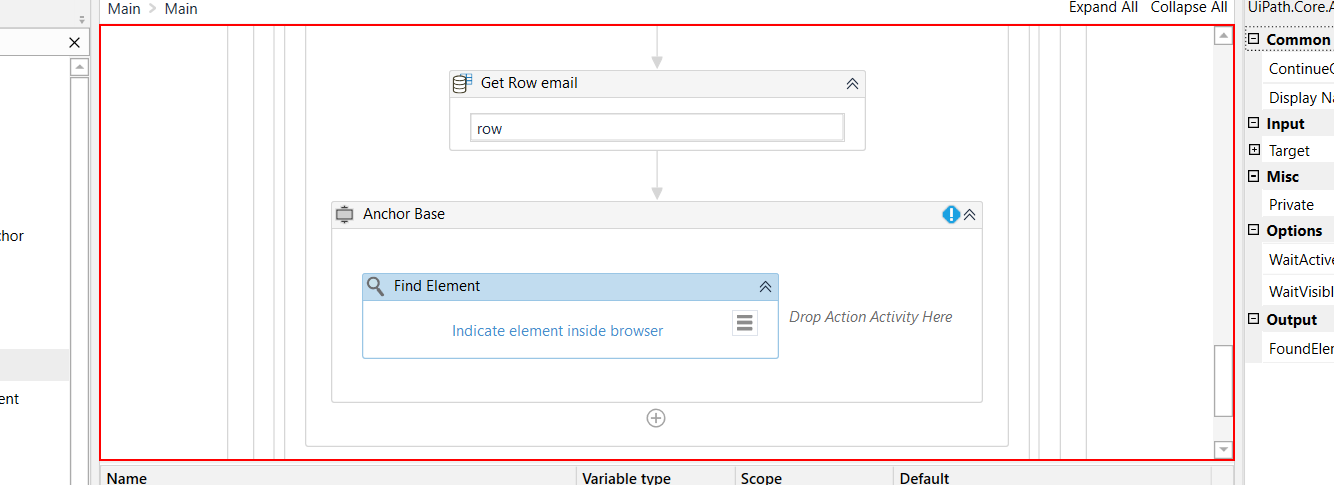 Main > Main
Expand All Collapse All
UiPath.Core.A
Get Row email
row
Anchor Base
Find Element
Indicate element inside browser
Drop Action Activity Here
chor
ent
Common
ContinueO
Display Na
Input
Target
Misc
Private
Options
WaitActive
WaitVisibl
Output
FoundElem
Name Variable type Scope Default